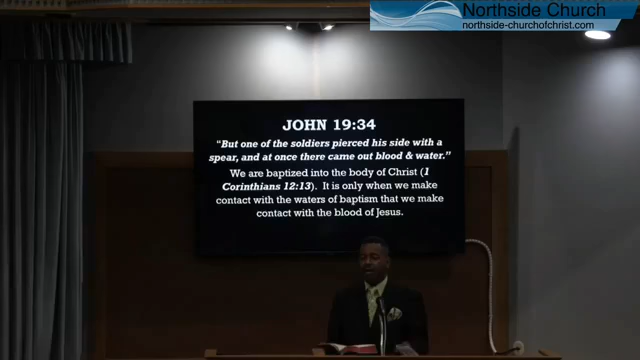 Northside Church
northside-churchofchrist.com
JOHN 19:34
“But one of the soldiers pierced his side with a
spear, and at once there came out blood & water.”
We are baptized into the body of Christ (1
Corinthians 12:13). It is only when we make
contact with the waters of baptism that we make
contact with the blood of Jesus.